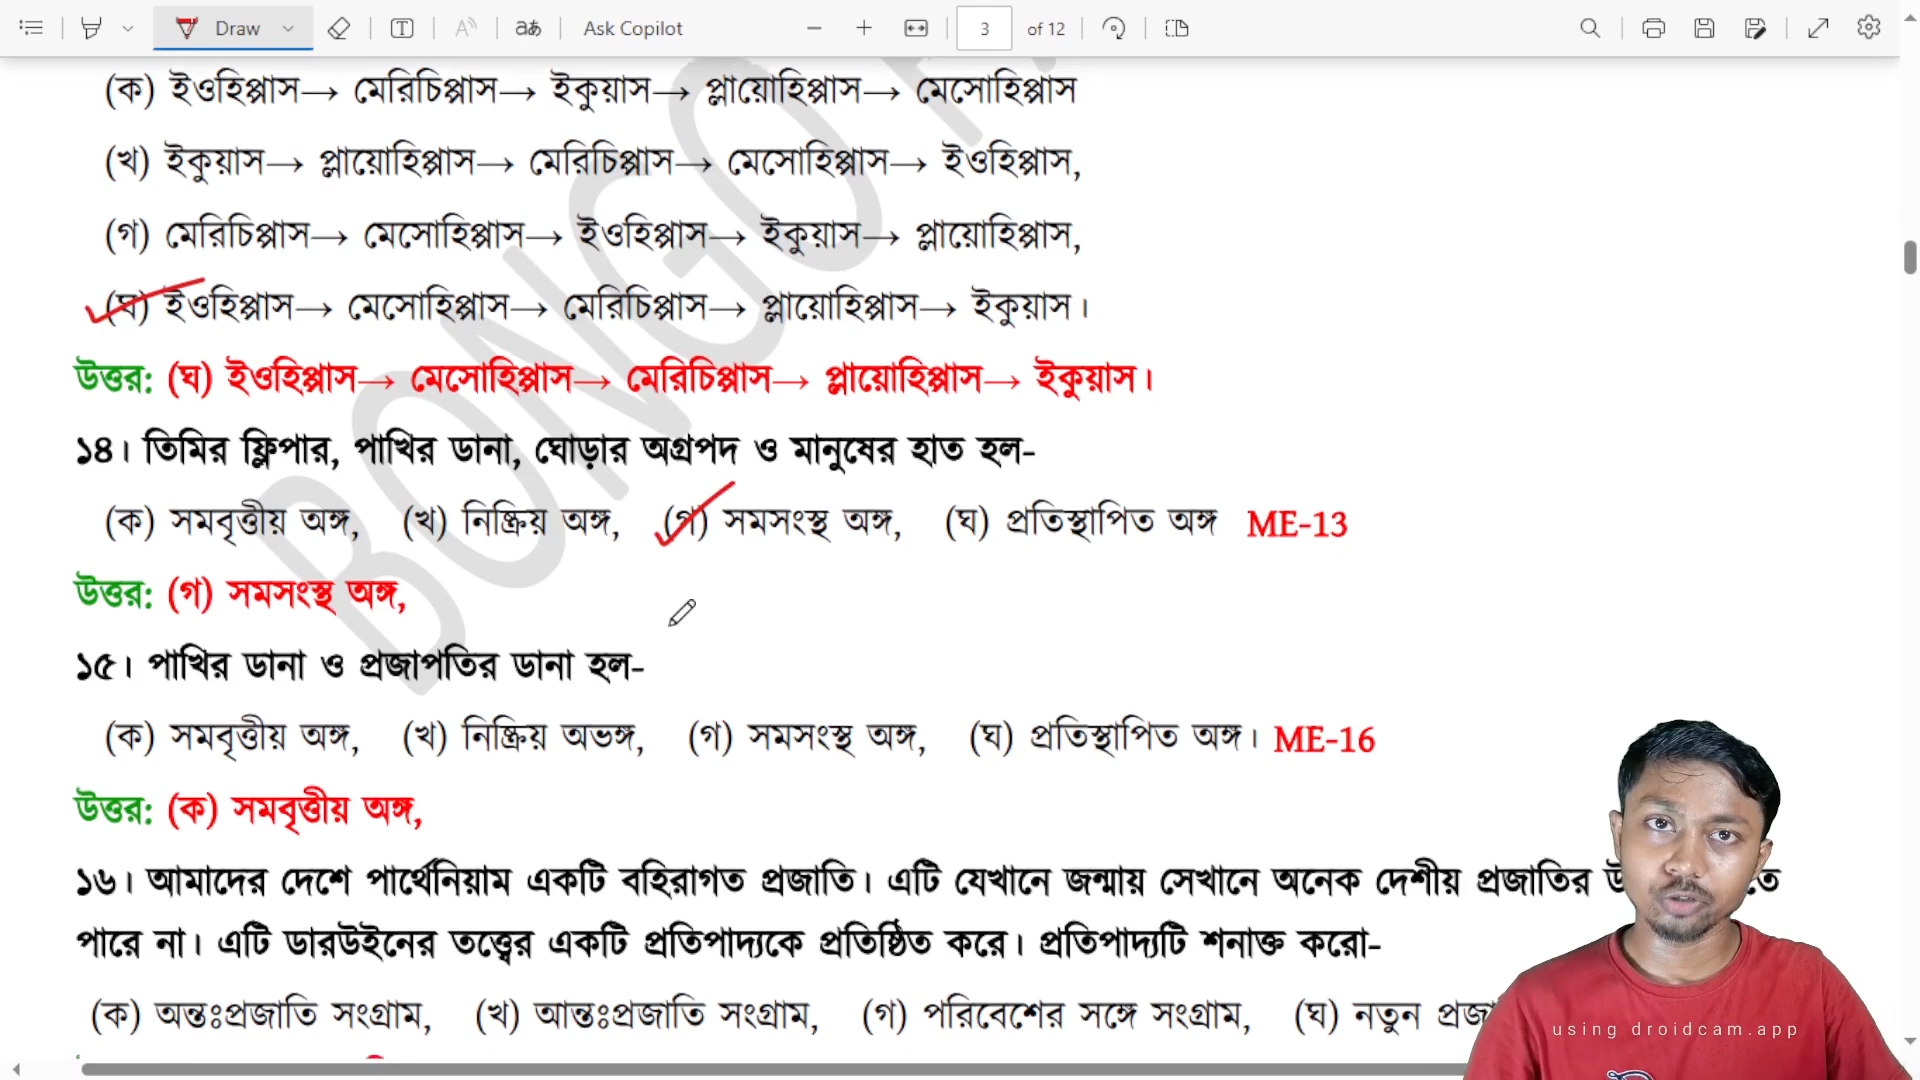 Draw
Ask Copilot
3 of 12
(ক) ইওহিপ্পাস→ মেরিচিপ্পাস→ ইকুয়াস→ প্লায়োহিপ্পাস→ মেসোহিপ্পাস
(খ) ইকুয়াস→ প্লায়োহিপ্পাস→ মেরিচিপ্পাস→ মেসোহিপ্পাস→ ইওহিপ্পাস,
(গ) মেরিচিপ্পাস→ মেসোহিপ্পাস→ ইওহিপ্পাস→ ইকুয়াস→ প্লায়োহিপ্পাস,
(ঘ) ইওহিপ্পাস→ মেসোহিপ্পাস→ মেরিচিপ্পাস→ প্লায়োহিপ্পাস→ ইকুয়াস।
উত্তর: (ঘ) ইওহিপ্পাস→ মেসোহিপ্পাস→ মেরিচিপ্পাস→ প্লায়োহিপ্পাস→ ইকুয়াস।
১৪। তিমির ফ্লিপার, পাখির ডানা, ঘোড়ার অগ্রপদ ও মানুষের হাত হল-
(ক) সমবৃত্তীয় অঙ্গ, (খ) নিষ্ক্রিয় অঙ্গ, (গ) সমসংস্থ অঙ্গ, (ঘ) প্রতিস্থাপিত অঙ্গ ME-13
উত্তর: (গ) সমসংস্থ অঙ্গ,
১৫। পাখির ডানা ও প্রজাপতির ডানা হল-
(ক) সমবৃত্তীয় অঙ্গ, (খ) নিষ্ক্রিয় অভঙ্গ, (গ) সমসংস্থ অঙ্গ, (ঘ) প্রতিস্থাপিত অঙ্গ। ME-16
উত্তর: (ক) সমবৃত্তীয় অঙ্গ,
১৬। আমাদের দেশে পার্থেনিয়াম একটি বহিরাগত প্রজাতি। এটি যেখানে জন্মায় সেখানে অনেক দেশীয় প্রজাতির
পারে না। এটি ডারউইনের তত্ত্বের একটি প্রতিপাদ্যকে প্রতিষ্ঠিত করে। প্রতিপাদ্যটি শনাক্ত করো-
(ক) অন্তঃপ্রজাতি সংগ্রাম, (খ) আন্তঃপ্রজাতি সংগ্রাম, (গ) পরিবেশের সঙ্গে সংগ্রাম, (ঘ) নতুন
BONGO
using droidcam.app